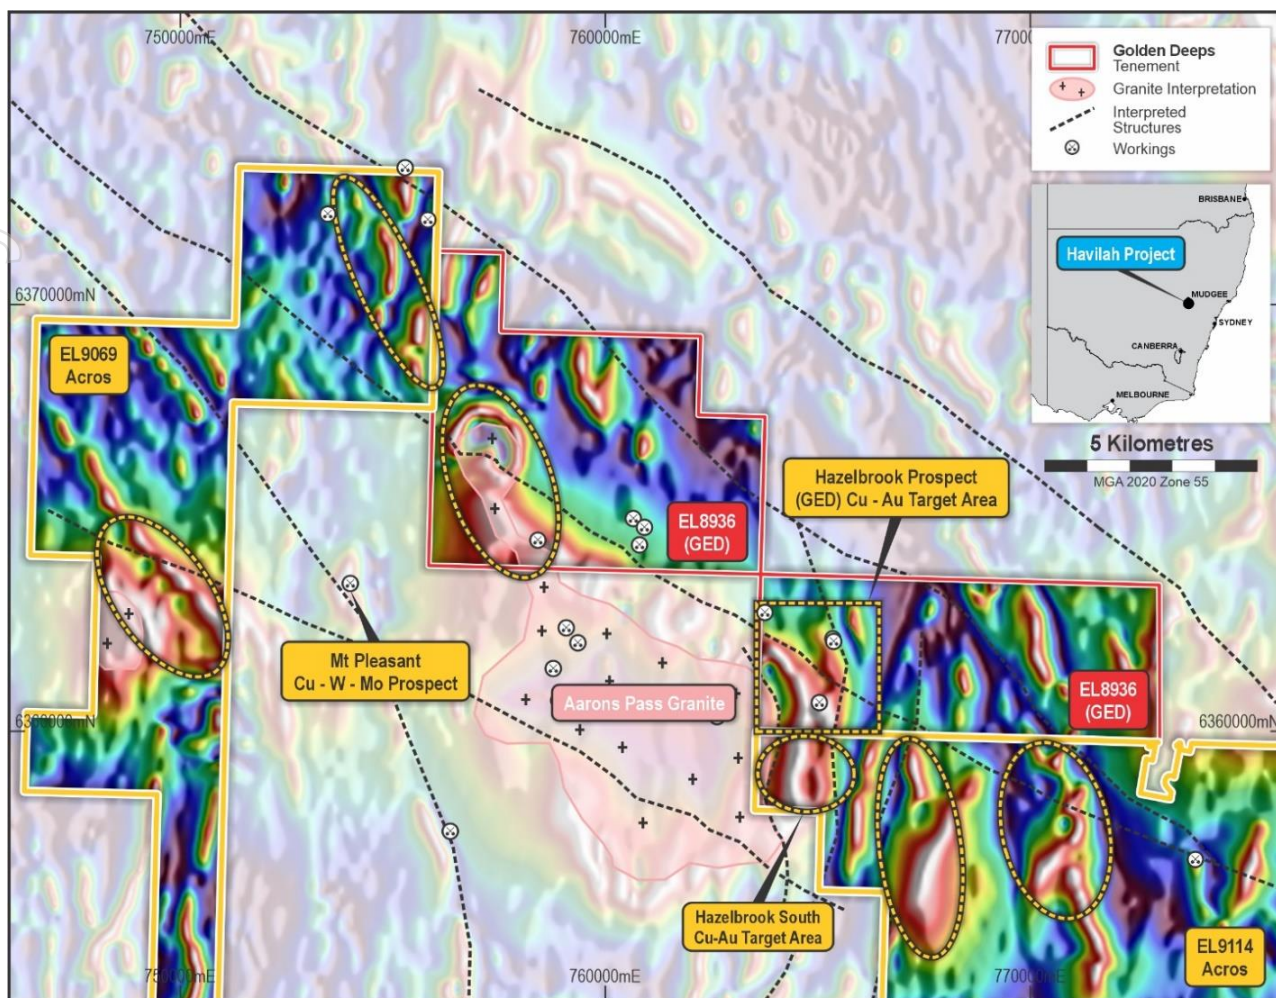 750000mE
760000mE
Golden Deeps
Tenement
Granite Interpretation
Interpreted
Structures
Workings
BRISBANE
Havilah Project
MUDGEE
SYDNEY
CANBERRA
MELBOURNE
5 Kilometres
MGA 2020 Zone 55
6370000mN
EL9069
Acros
Hazelbrook Prospect
(GED) Cu - Au Target Area
EL8936
(GED)
Mt Pleasant
Cu - W - Mo Prospect
Aarons Pass Granite
EL8936
(GED)
6360000mN
6360000mN
Hazelbrook South
Cu-Au Target Area
EL9114
Acros
750000mE
760000mE
770000mE